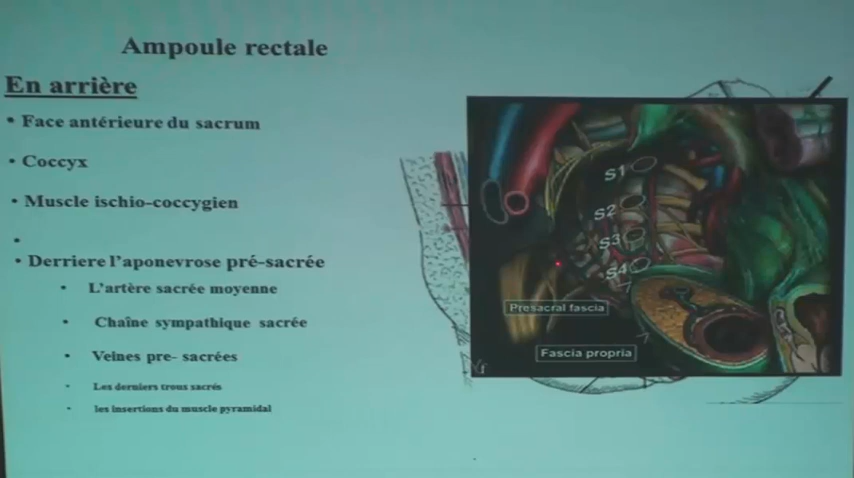 Ampoule rectale
En arrière
• Face antérieure du sacrum
• Coccyx
• Muscle ischio-coccygien
•
• Derriere l'aponevrose pré-sacrée
• L'artère sacrée moyenne
• Chaîne sympathique sacrée
• Veines pre- sacrées
• Les derniers trous sacrés
• les insertions du muscle pyramidal
S1
S2
S3
S4
Presacral fascia
Fascia propria